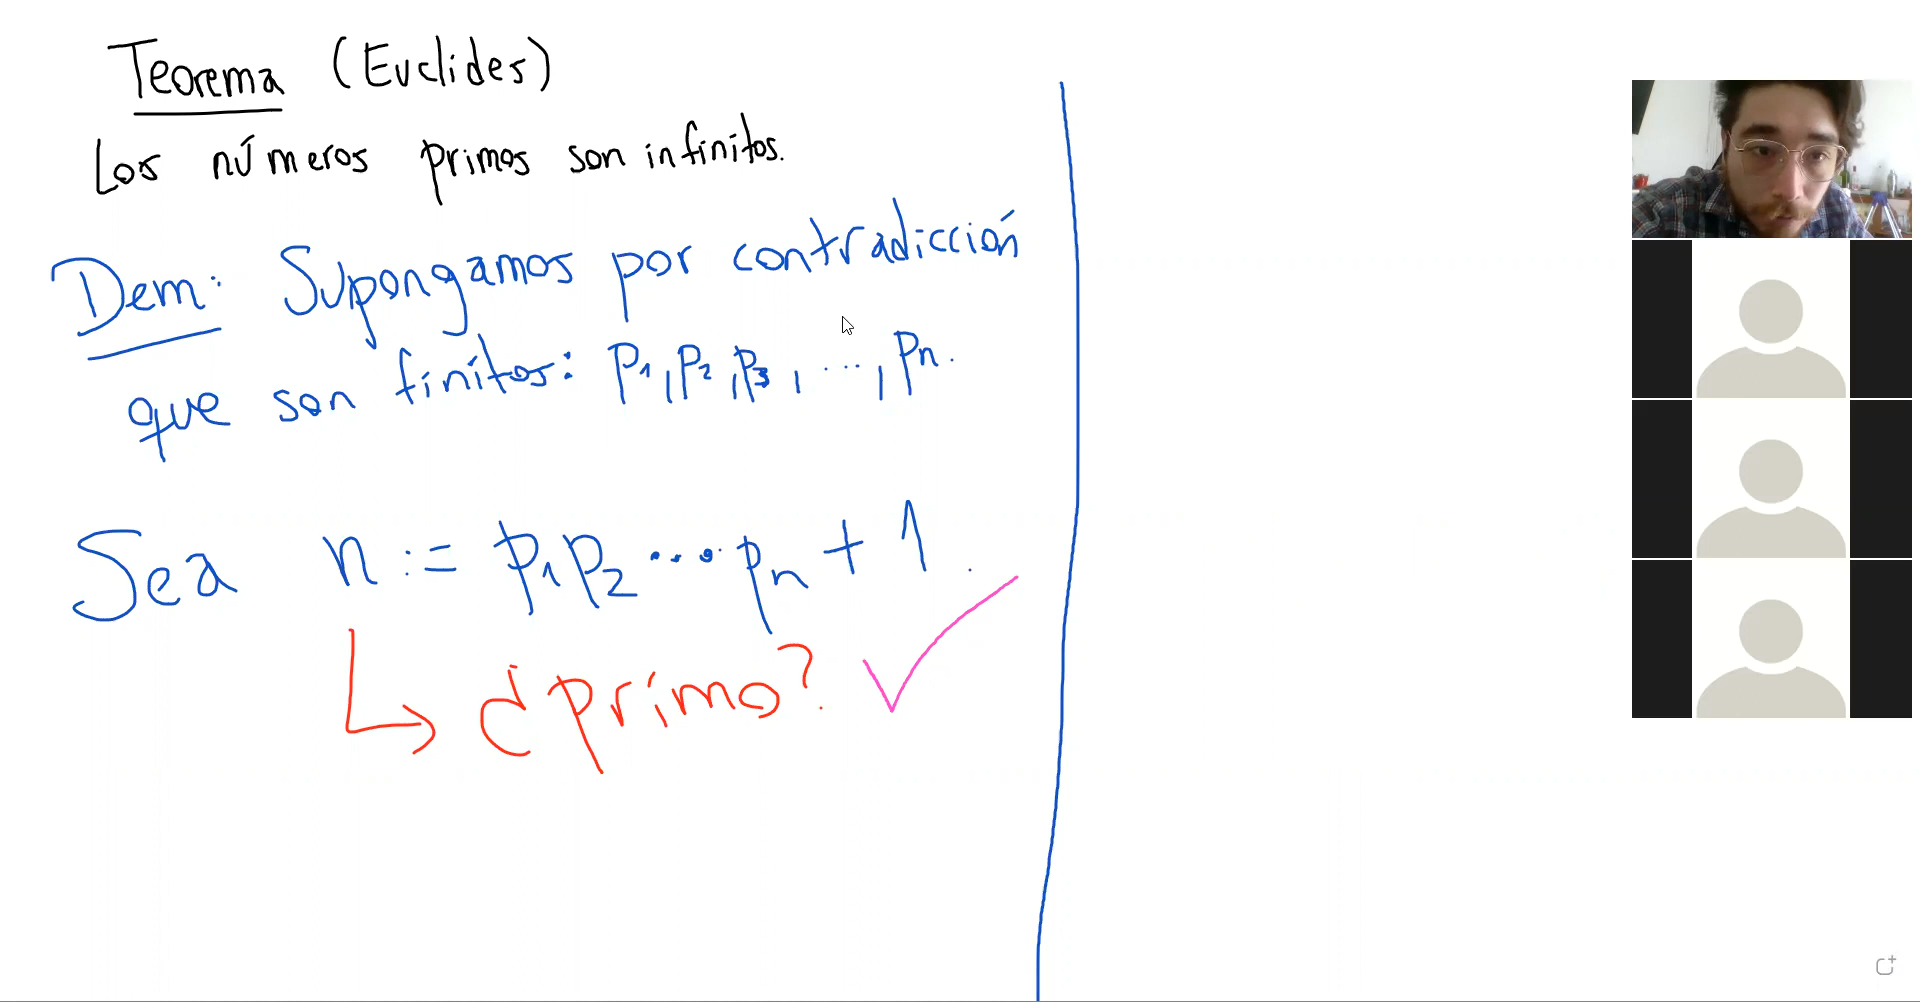 Teorema (Euclides)
Los números primos son infinitos.
Dem: Supongamos por contradicción
que son finitos: p₁, p₂, p₃, ..., pₙ.
Sea n := p₁p₂ ... pₙ + 1.
↳ ¿primo? ✓